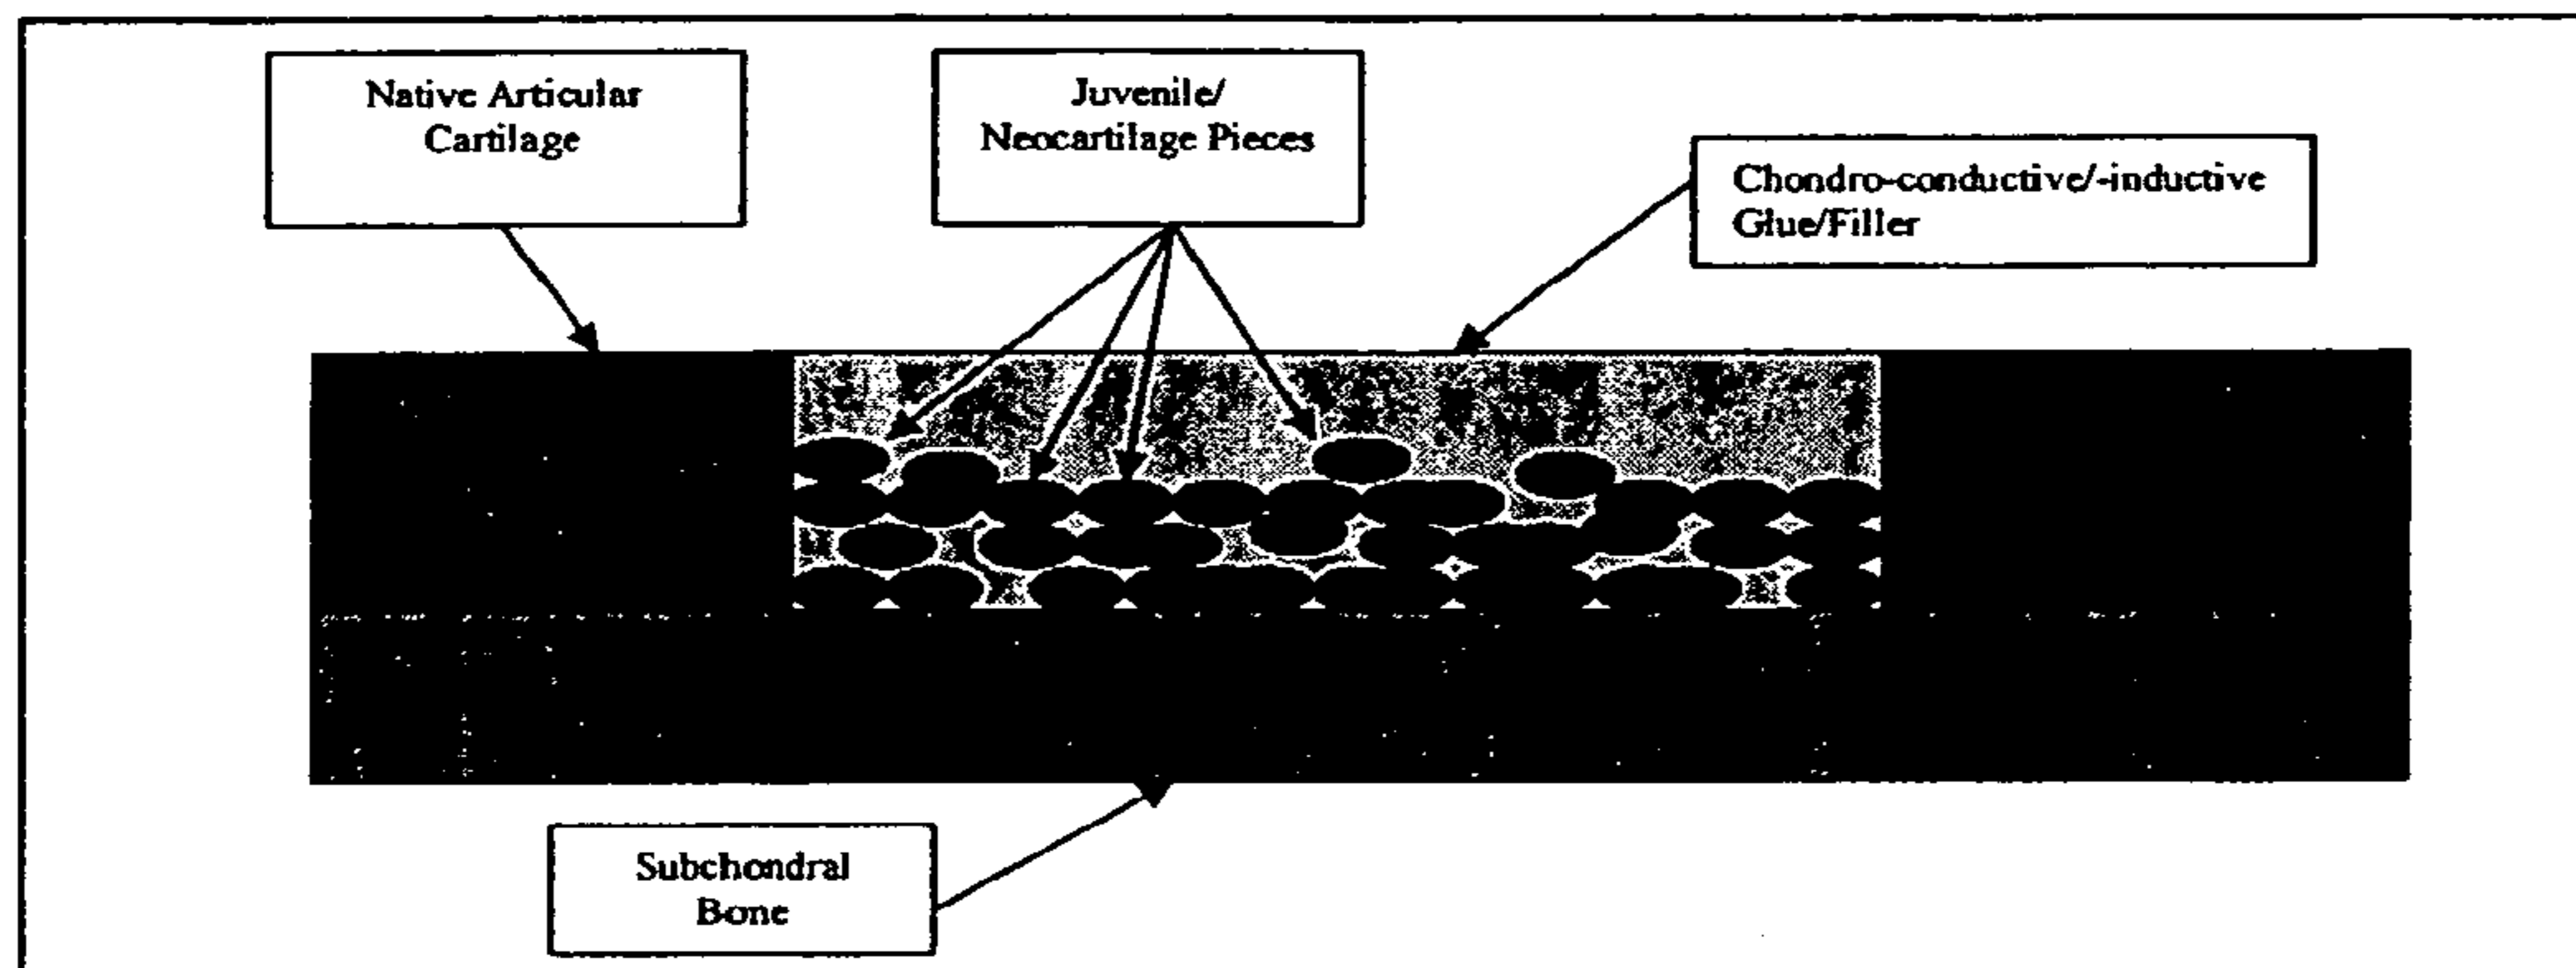 Native Articular
Cartilage
Juvenile/
Neocartilage Pieces
Chondro-conductive/-inductive
Glue/Filler
Subchondral
Bone